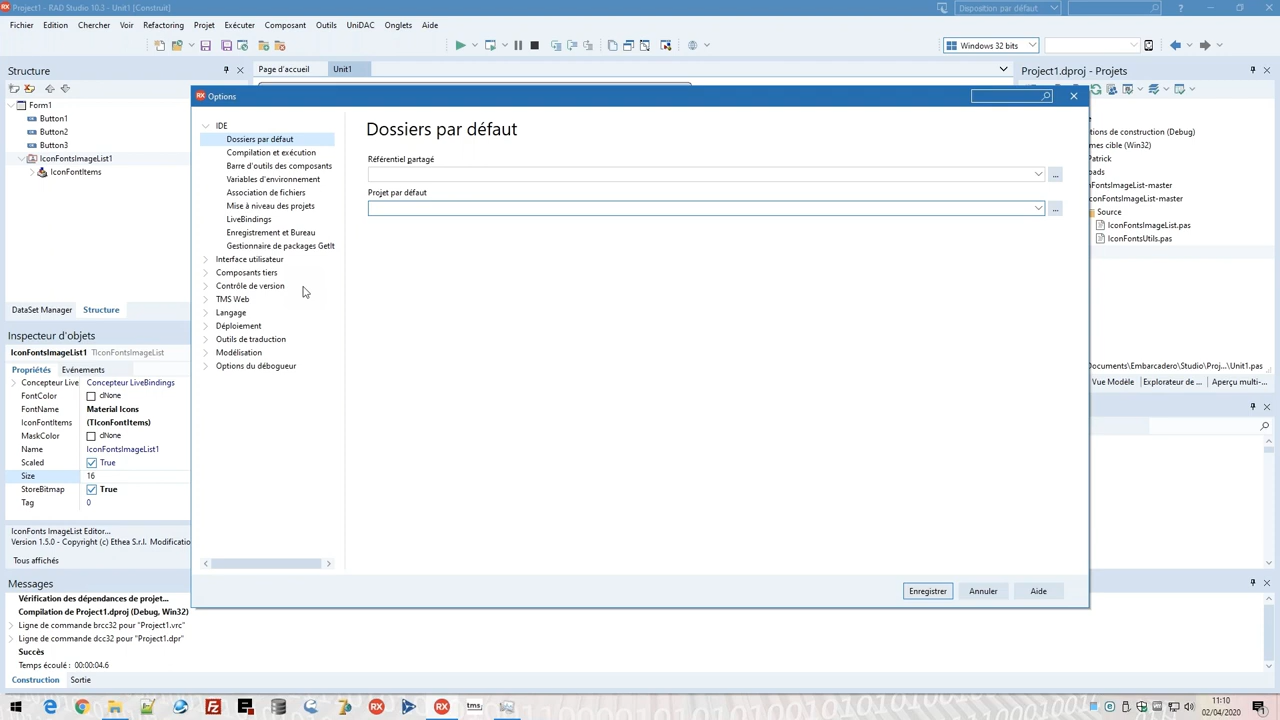 Project1 - RAD Studio 10.3 - Unit1 [Construit]
Disposition par défaut
Fichier Edition Chercher Voir Refactoring Projet Exécuter Composant Outils UniDAC Onglets Aide
Windows 32 bits
Structure
Page d'accueil Unit1
Project1.dproj - Projets
Options
Form1
Button1
Button2
Button3
IconFontsImageList1
IconFontItems
IDE
Dossiers par défaut
Compilation et exécution
Barre d'outils des composants
Variables d'environnement
Association de fichiers
Mise à niveau des projets
LiveBindings
Enregistrement et Bureau
Gestionnaire de packages GetIt
Interface utilisateur
Composants tiers
Contrôle de version
TMS Web
Langage
Déploiement
Outils de traduction
Modélisation
Options du débogueur
Dossiers par défaut
Référentiel partagé
...
Projet par défaut
...
Enregistrer Annuler Aide
tions de construction (Debug)
mes cible (Win32)
Patrick
oads
nFontsImageList-master
nFontsImageList-master
Source
IconFontsImageList.pas
IconFontsUtils.pas
ocuments\Embarcadero\Studio\Proj...\Unit1.pas
Vue Modèle Explorateur de ... Aperçu multi-...
DataSet Manager Structure
Inspecteur d'objets
IconFontsImageList1 TIconFontsImageList
Propriétés Evénements
Concepteur Live Concepteur LiveBindings
FontColor clNone
FontName Material Icons
IconFontItems (TIconFontItems)
MaskColor clNone
Name IconFontsImageList1
Scaled True
Size 16
StoreBitmap True
Tag 0
IconFonts ImageList Editor...
Version 1.5.0 - Copyright (c) Ethea S.r.l. Modificatio
Tous affichés
Messages
Vérification des dépendances de projet...
Compilation de Project1.dproj (Debug, Win32)
Ligne de commande brcc32 pour "Project1.vrc"
Ligne de commande dcc32 pour "Project1.dpr"
Succès
Temps écoulé : 00:00:04.6
Construction Sortie
tms
11:10
02/04/2020